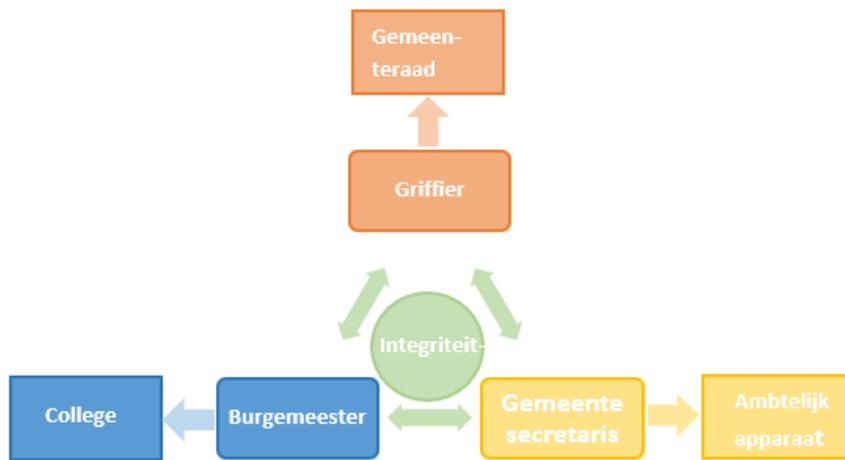 Gemeen-
teraad
Griffier
Integriteit-
College
Burgemeester
Gemeente
secretaris
Ambtelijk
apparaat